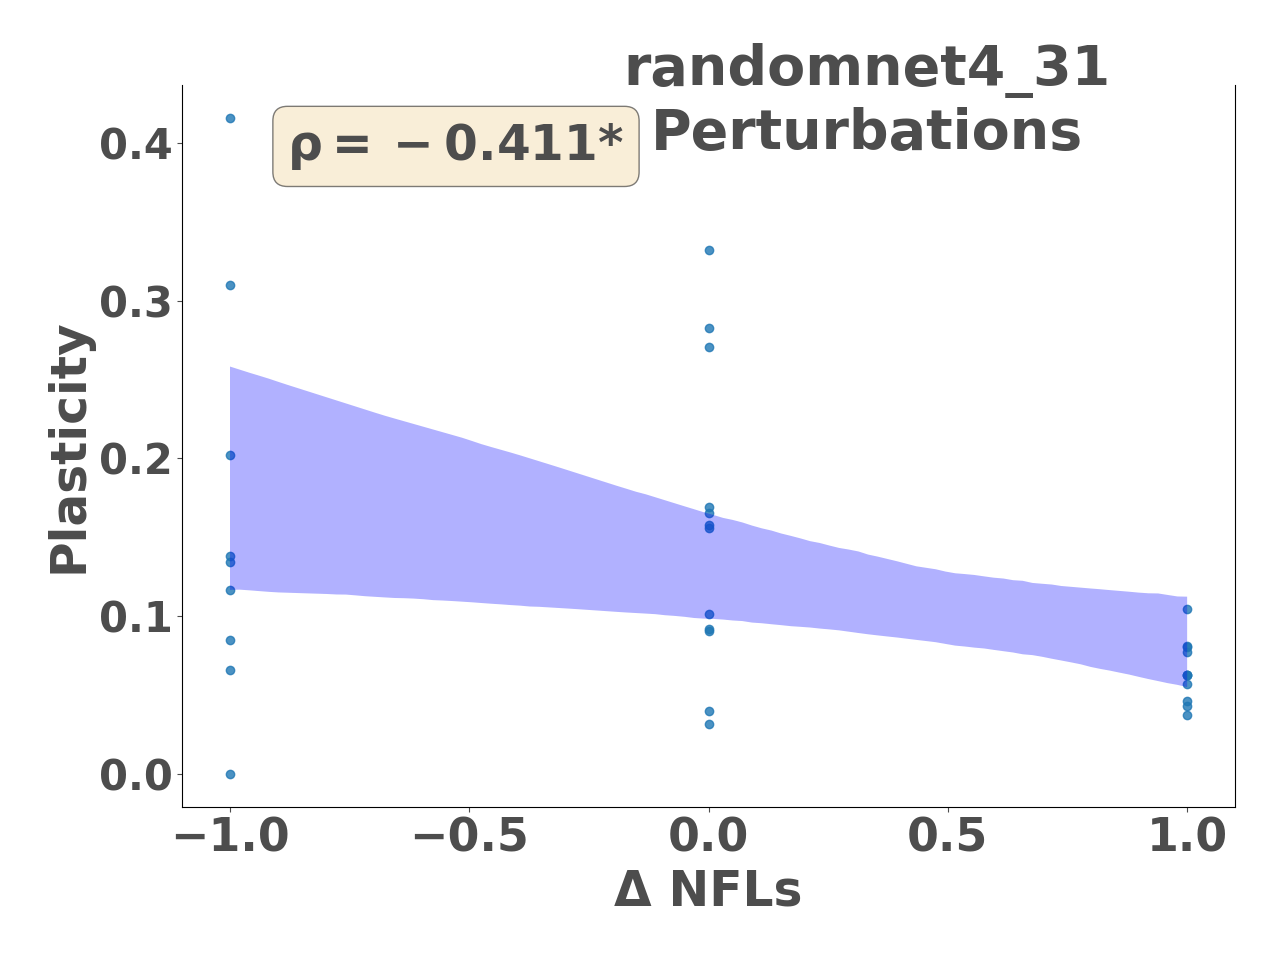 randomnet4_31
Perturbations
ρ = − 0.411*
Plasticity
0.4
0.3
0.2
0.1
0.0
−1.0
−0.5
0.0
0.5
1.0
Δ NFLs